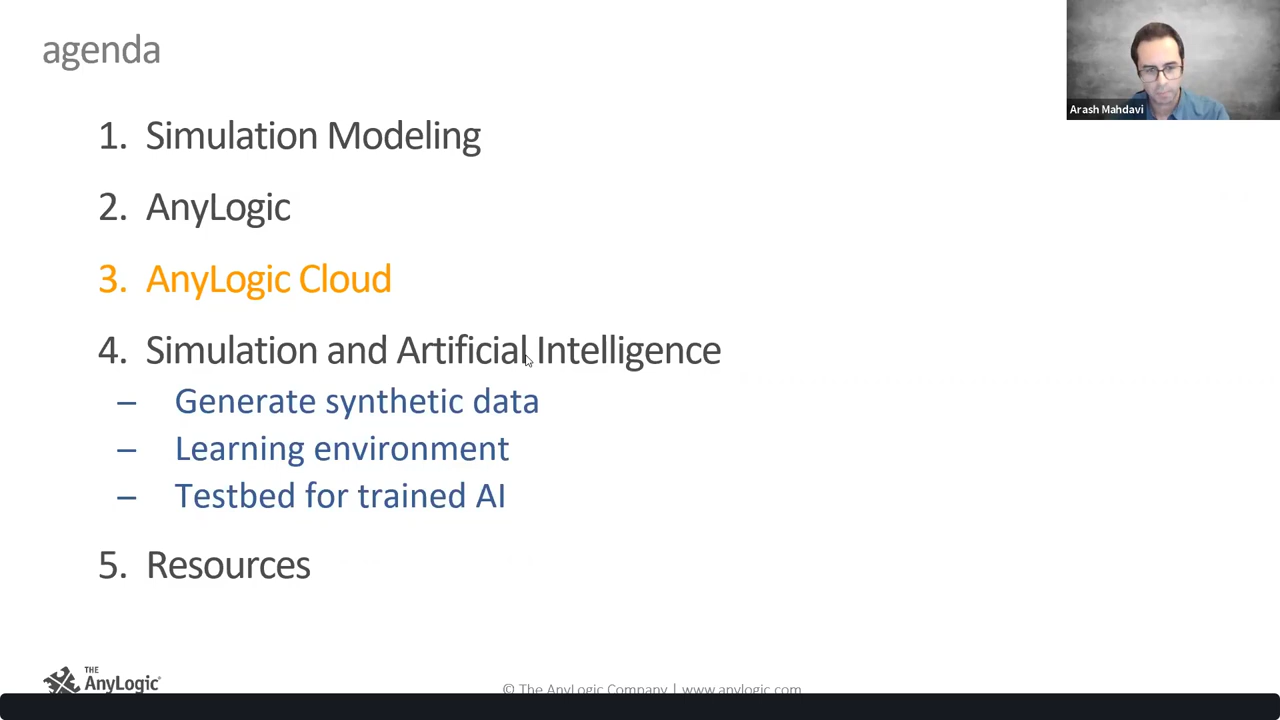 agenda
Arash Mahdavi
1. Simulation Modeling
2. AnyLogic
3. AnyLogic Cloud
4. Simulation and Artificial Intelligence
– Generate synthetic data
– Learning environment
– Testbed for trained AI
5. Resources
THE
AnyLogic®
© The AnyLogic Company | www.anylogic.com